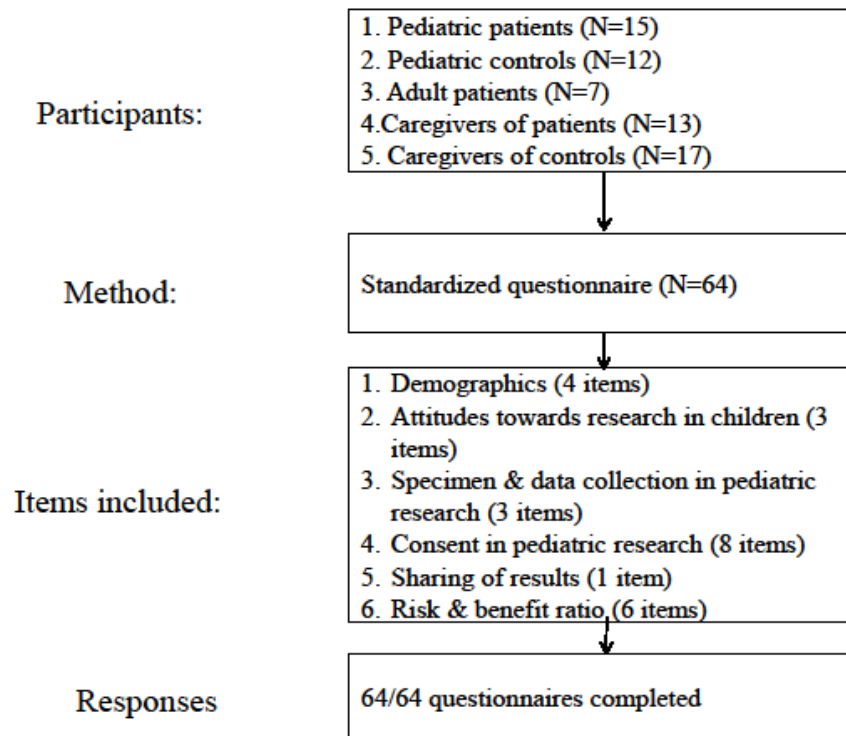 Participants:
1. Pediatric patients (N=15)
2. Pediatric controls (N=12)
3. Adult patients (N=7)
4.Caregivers of patients (N=13)
5. Caregivers of controls (N=17)
Method:
Standardized questionnaire (N=64)
Items included:
1. Demographics (4 items)
2. Attitudes towards research in children (3
items)
3. Specimen & data collection in pediatric
research (3 items)
4. Consent in pediatric research (8 items)
5. Sharing of results (1 item)
6. Risk & benefit ratio (6 items)
Responses
64/64 questionnaires completed